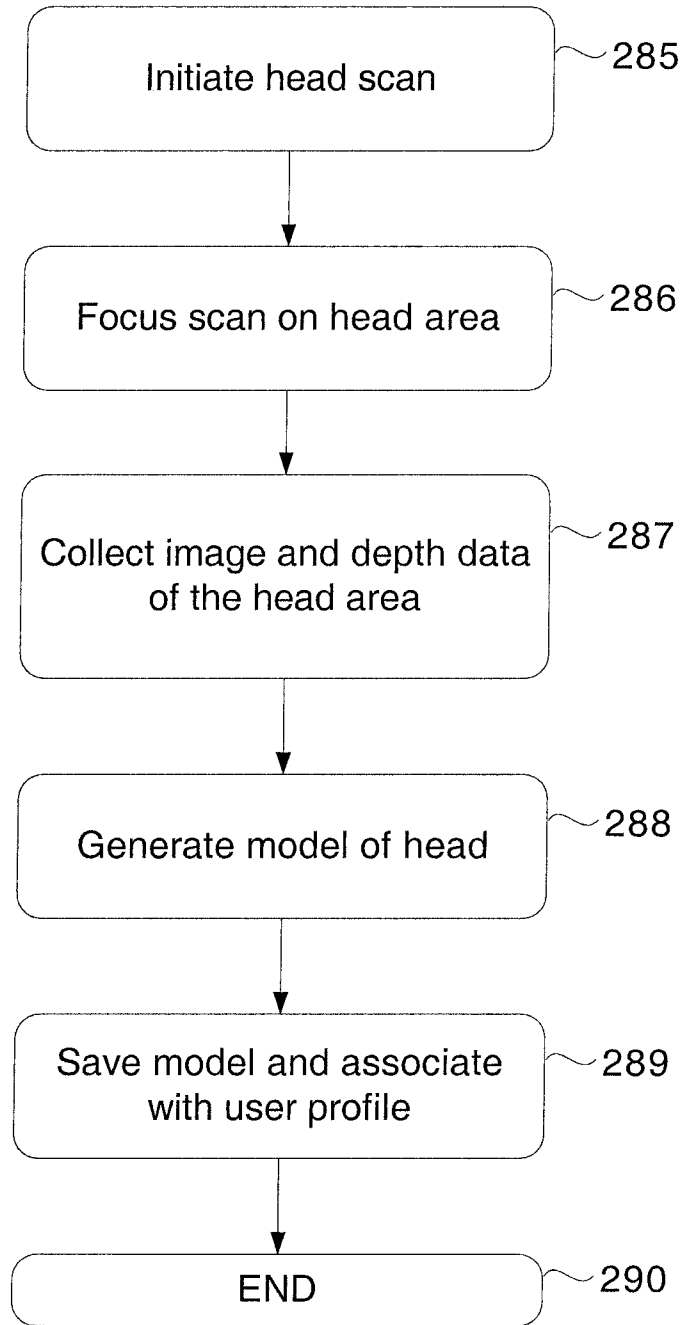 Initiate head scan
285
Focus scan on head area
286
Collect image and depth data
of the head area
287
Generate model of head
288
Save model and associate
with user profile
289
END
290